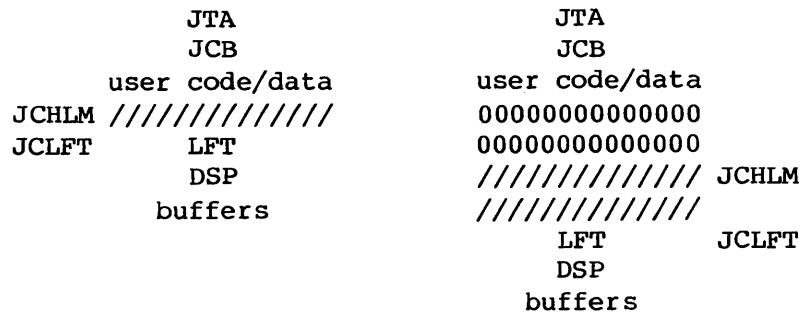 JTA JTA
JCB JCB
user code/data user code/data
JCHLM ////////////// 00000000000000
JCLFT LFT 00000000000000
DSP ////////////// JCHLM
buffers //////////////
LFT JCLFT
DSP
buffers